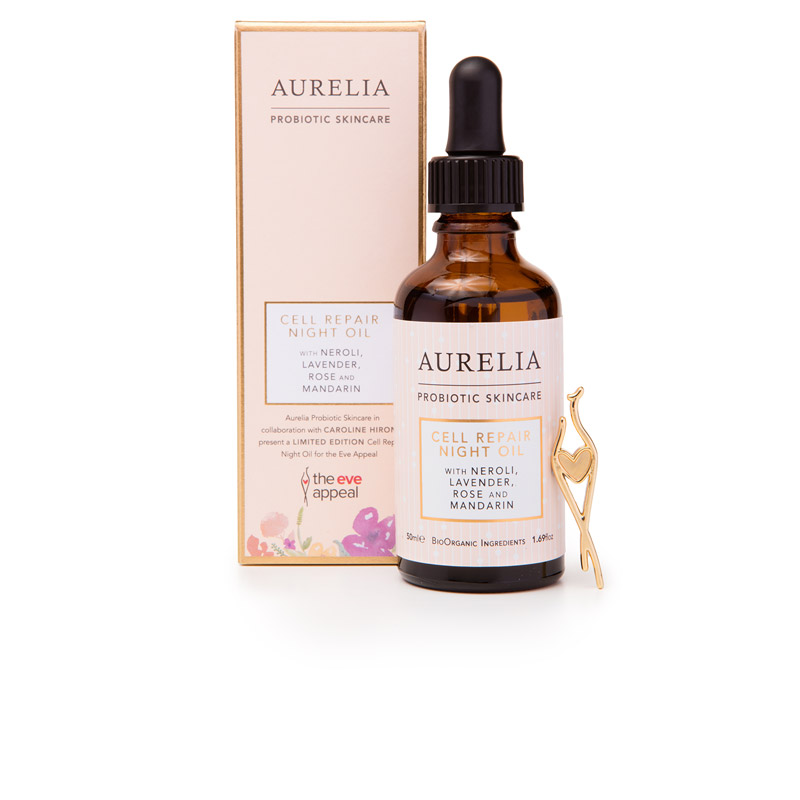 AURELIA
PROBIOTIC SKINCARE
CELL REPAIR
NIGHT OIL
WITH NEROLI,
LAVENDER,
ROSE AND
MANDARIN
Aurelia Probiotic Skincare in
collaboration with CAROLINE HIRON
present a LIMITED EDITION Cell Rep
Night Oil for the Eve Appeal
the eve
appeal
AURELIA
PROBIOTIC SKINCARE
CELL REPAIR
NIGHT OIL
WITH NEROLI,
LAVENDER,
ROSE AND
MANDARIN
50ml℮ BIOORGANIC INGREDIENTS 1.69floz